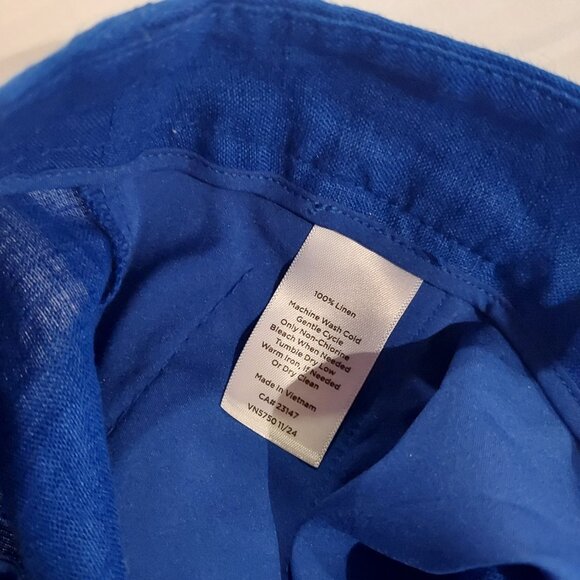 100% Linen
Machine Wash Cold
Gentle Cycle
Only Non-Chlorine
Bleach When Needed
Tumble Dry Low
Warm Iron, If Needed
Or Dry Clean
Made In Vietnam
CA# 23147
VN5750 11/24